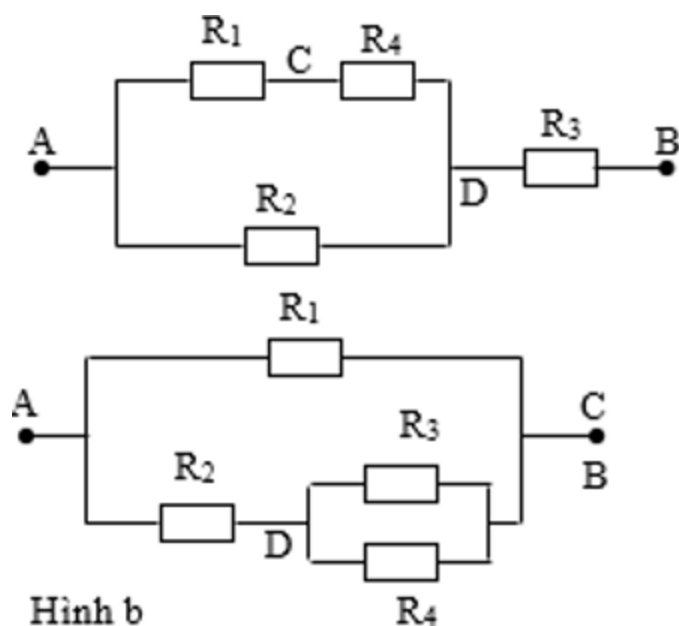 R₁ C R₄
A R₃ B
R₂ D
R₁
A C
R₃
R₂ B
D
Hình b R₄